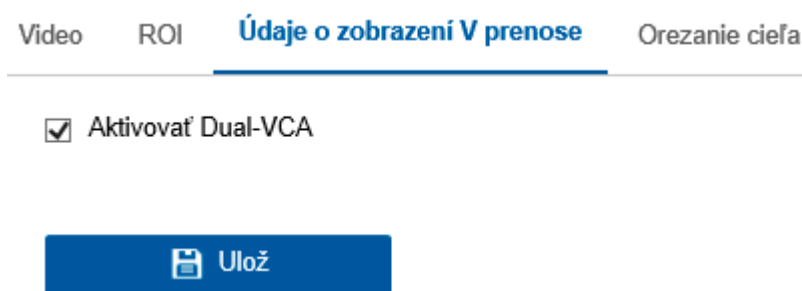 Video ROI Údaje o zobrazení V prenose Orezanie cieľa
Aktivovať Dual-VCA
Ulož